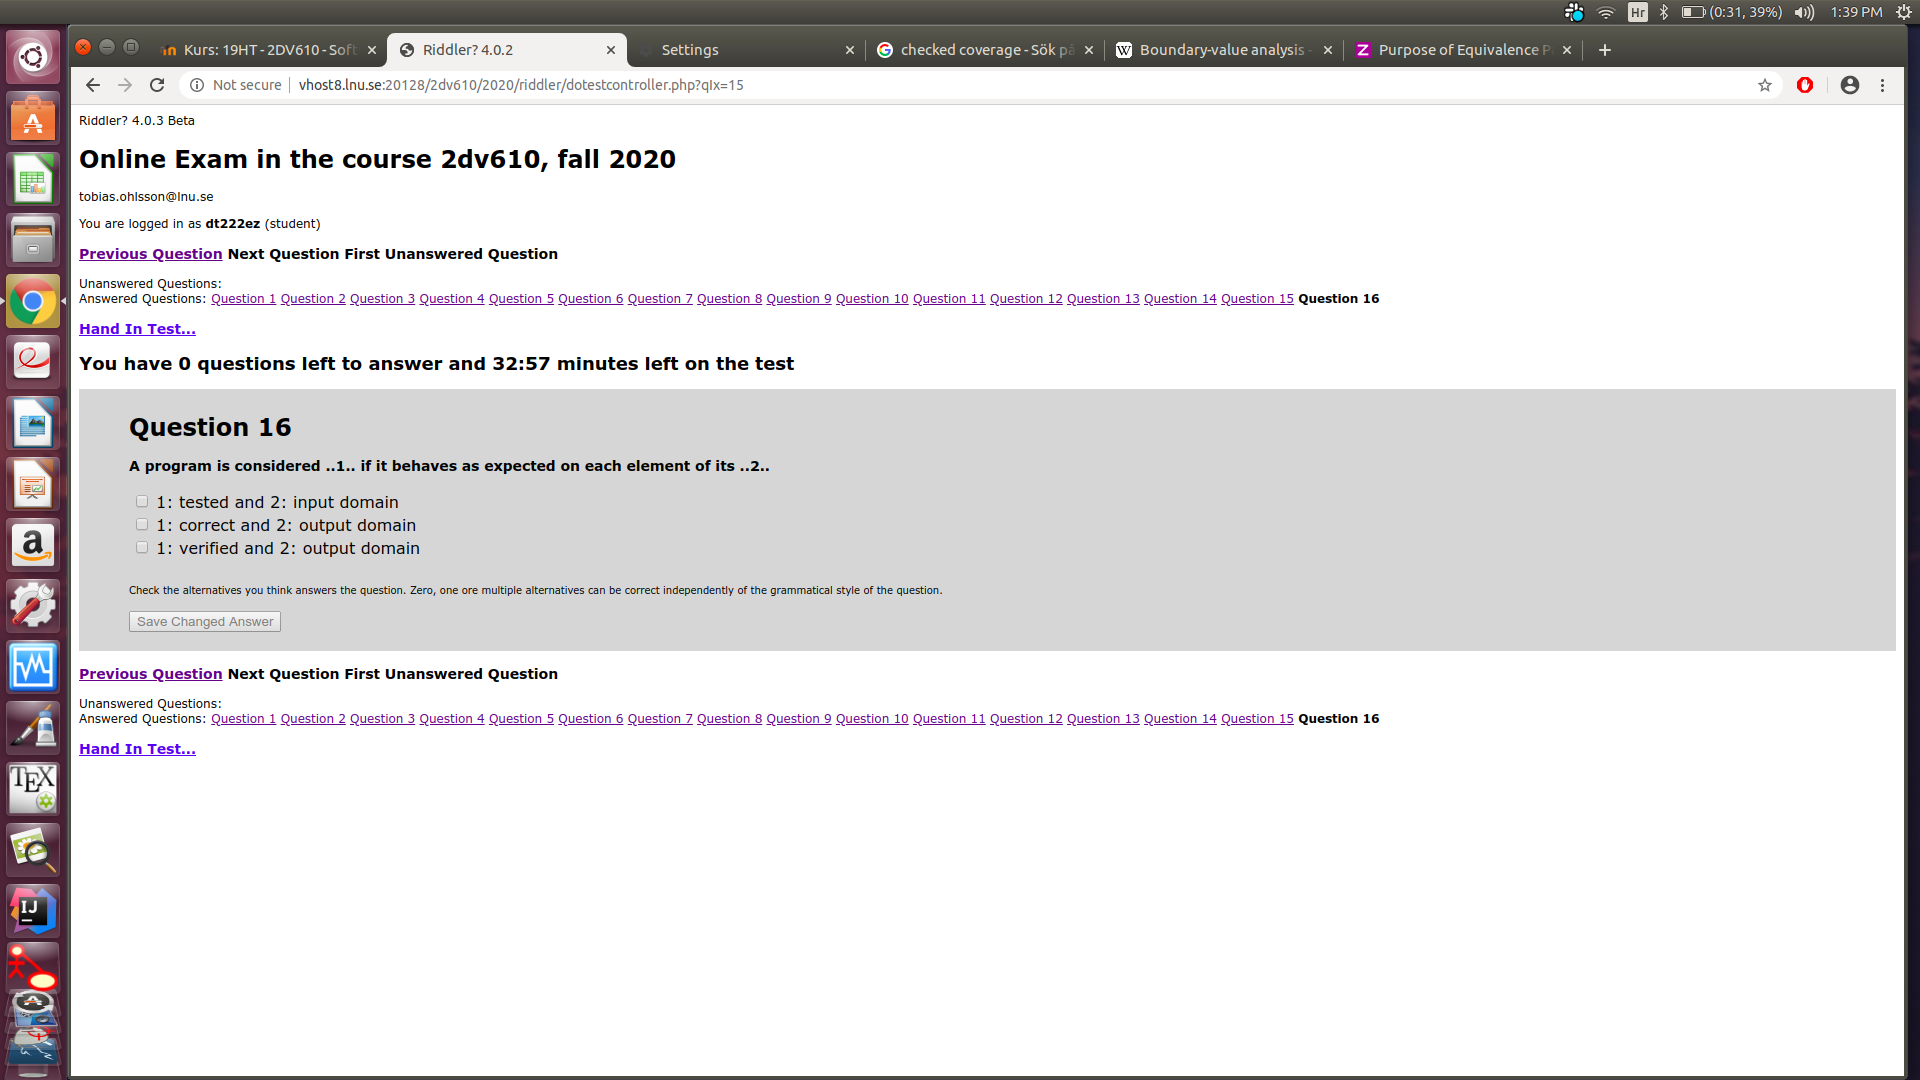 Hr (0:31, 39%) 1:39 PM
Kurs: 19HT - 2DV610 - Soft
Riddler? 4.0.2
Settings
checked coverage - Sök på
Boundary-value analysis -
Purpose of Equivalence P
Not secure vhost8.lnu.se:20128/2dv610/2020/riddler/dotestcontroller.php?qIx=15
Riddler? 4.0.3 Beta
Online Exam in the course 2dv610, fall 2020
tobias.ohlsson@lnu.se
You are logged in as dt222ez (student)
Previous Question Next Question First Unanswered Question
Unanswered Questions:
Answered Questions: Question 1 Question 2 Question 3 Question 4 Question 5 Question 6 Question 7 Question 8 Question 9 Question 10 Question 11 Question 12 Question 13 Question 14 Question 15 Question 16
Hand In Test...
You have 0 questions left to answer and 32:57 minutes left on the test
Question 16
A program is considered ..1.. if it behaves as expected on each element of its ..2..
1: tested and 2: input domain
1: correct and 2: output domain
1: verified and 2: output domain
Check the alternatives you think answers the question. Zero, one ore multiple alternatives can be correct independently of the grammatical style of the question.
Save Changed Answer
Previous Question Next Question First Unanswered Question
Unanswered Questions:
Answered Questions: Question 1 Question 2 Question 3 Question 4 Question 5 Question 6 Question 7 Question 8 Question 9 Question 10 Question 11 Question 12 Question 13 Question 14 Question 15 Question 16
Hand In Test...
a
TEX
IJ